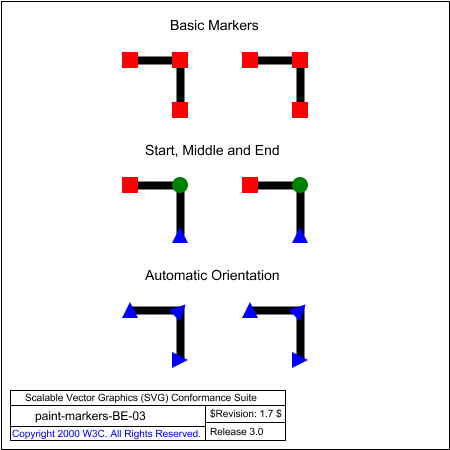 Basic Markers
Start, Middle and End
Automatic Orientation
Scalable Vector Graphics (SVG) Conformance Suite
paint-markers-BE-03
$Revision: 1.7 $
Copyright 2000 W3C. All Rights Reserved.
Release 3.0